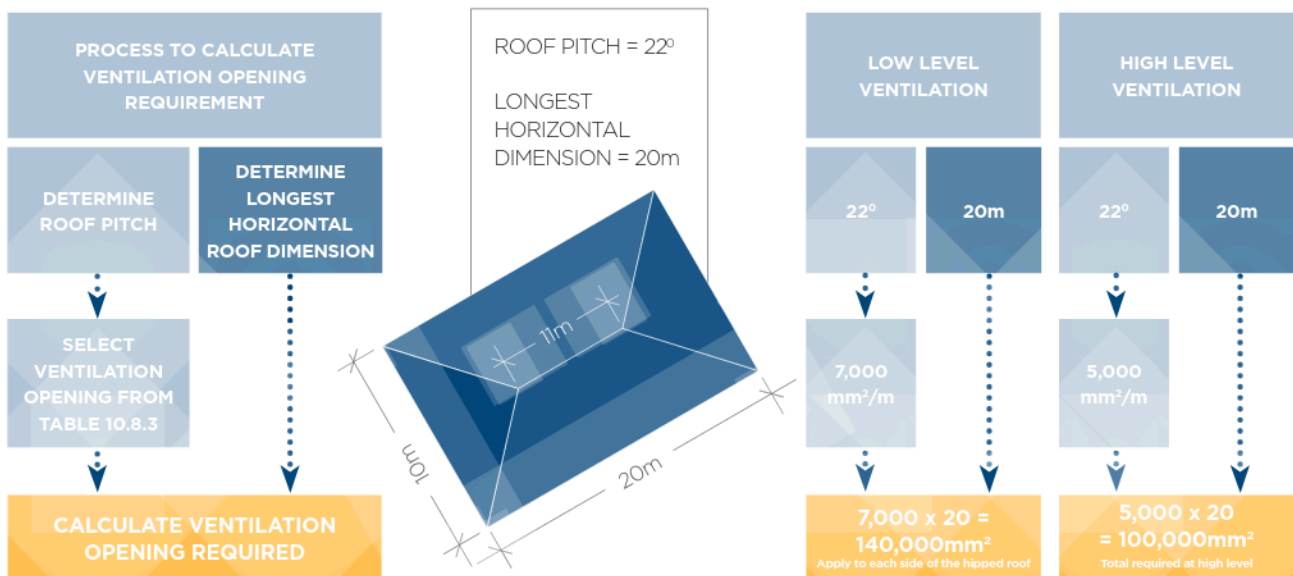 PROCESS TO CALCULATE
VENTILATION OPENING
REQUIREMENT
DETERMINE
ROOF PITCH
DETERMINE
LONGEST
HORIZONTAL
ROOF DIMENSION
SELECT
VENTILATION
OPENING FROM
TABLE 10.8.3
CALCULATE VENTILATION
OPENING REQUIRED
ROOF PITCH = 22⁰
LONGEST
HORIZONTAL
DIMENSION = 20m
11m
10m
20m
LOW LEVEL
VENTILATION
22⁰
20m
7,000
mm²/m
7,000 x 20 =
140,000mm²
Apply to each side of the hipped roof
HIGH LEVEL
VENTILATION
22⁰
20m
5,000
mm²/m
5,000 x 20
= 100,000mm²
Total required at high level